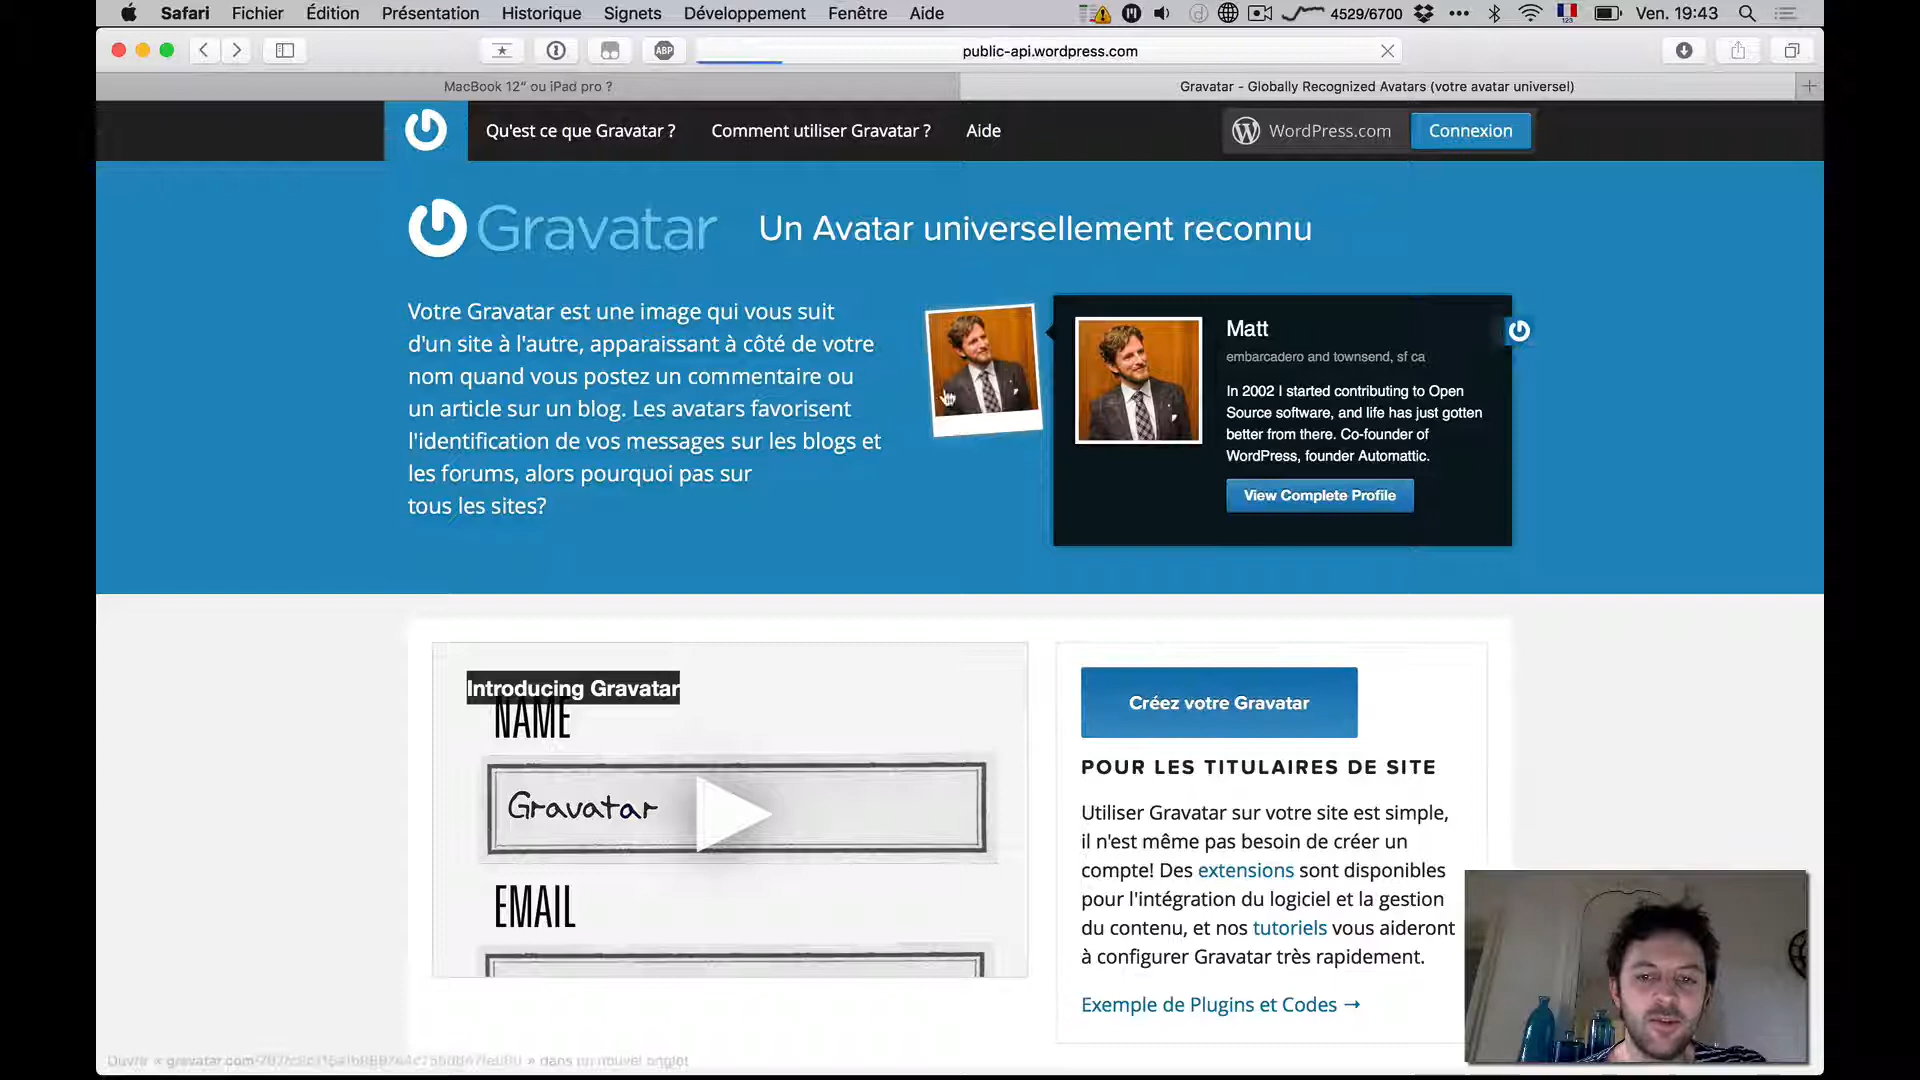 Safari Fichier Édition Présentation Historique Signets Développement Fenêtre Aide 4529/6700 Ven. 19:43
ABP public-api.wordpress.com
MacBook 12" ou iPad pro ? Gravatar - Globally Recognized Avatars (votre avatar universel)
Qu'est ce que Gravatar ? Comment utiliser Gravatar ? Aide WordPress.com Connexion
Gravatar Un Avatar universellement reconnu
Votre Gravatar est une image qui vous suit
d'un site à l'autre, apparaissant à côté de votre
nom quand vous postez un commentaire ou
un article sur un blog. Les avatars favorisent
l'identification de vos messages sur les blogs et
les forums, alors pourquoi pas sur
tous les sites?
Matt
embarcadero and townsend, sf ca
In 2002 I started contributing to Open
Source software, and life has just gotten
better from there. Co-founder of
WordPress, founder Automattic.
View Complete Profile
Introducing Gravatar
NAME
Gravatar
EMAIL
Créez votre Gravatar
POUR LES TITULAIRES DE SITE
Utiliser Gravatar sur votre site est simple,
il n'est même pas besoin de créer un
compte! Des extensions sont disponibles
pour l'intégration du logiciel et la gestion
du contenu, et nos tutoriels vous aideront
à configurer Gravatar très rapidement.
Exemple de Plugins et Codes →
Ouvrir « gravatar.com » dans un nouvel onglet